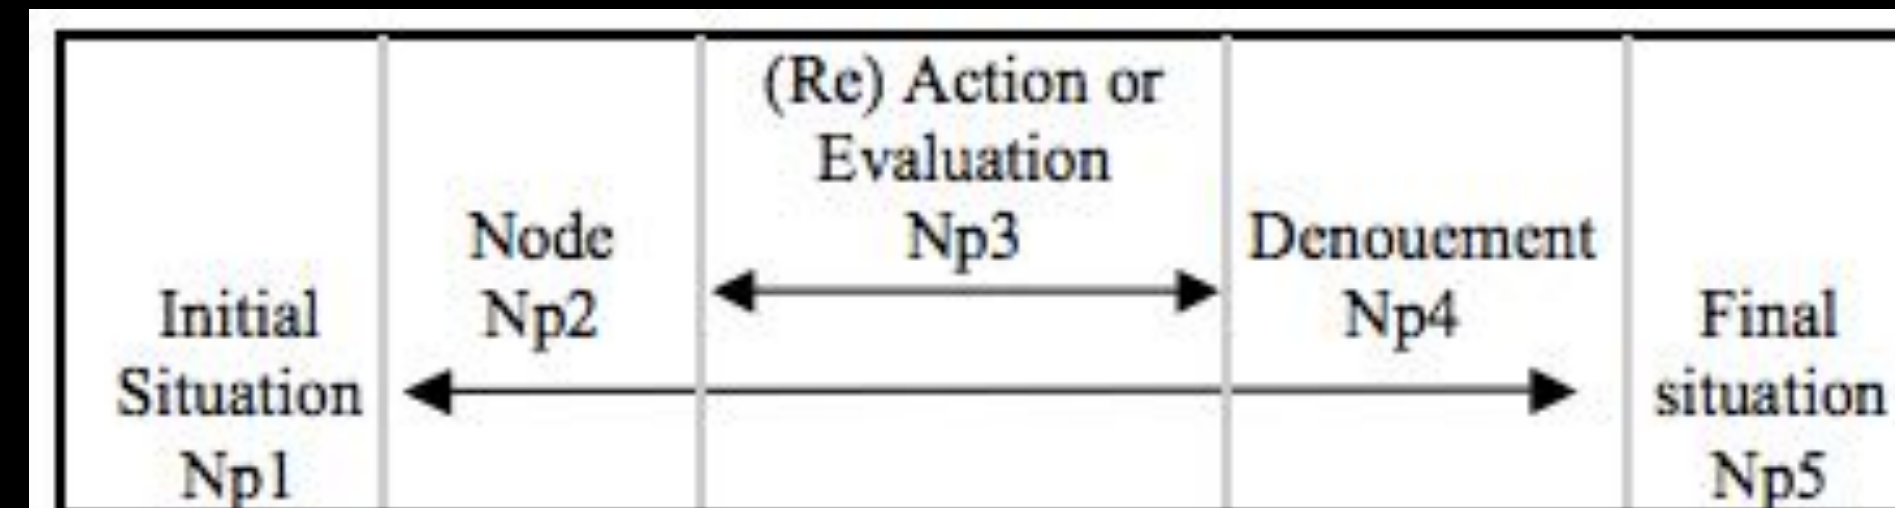 Initial
Situation
Np1
Node
Np2
(Re) Action or
Evaluation
Np3
Denouement
Np4
Final
situation
Np5